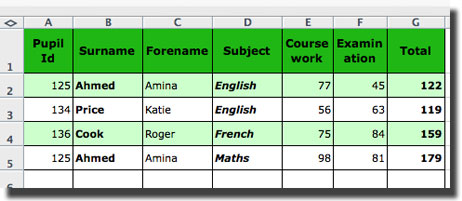 <> A B C D E F G
1 Pupil Id Surname Forename Subject Course work Examin ation Total
2 125 Ahmed Amina English 77 45 122
3 134 Price Katie English 56 63 119
4 136 Cook Roger French 75 84 159
5 125 Ahmed Amina Maths 98 81 179
6